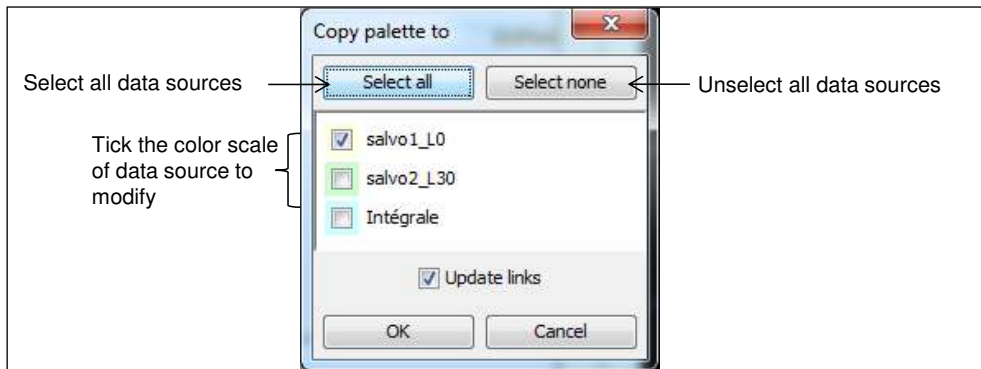 Copy palette to
Select all data sources
Select all
Select none
Unselect all data sources
Tick the color scale
of data source to
modify
salvo1_L0
salvo2_L30
Intégrale
Update links
OK
Cancel